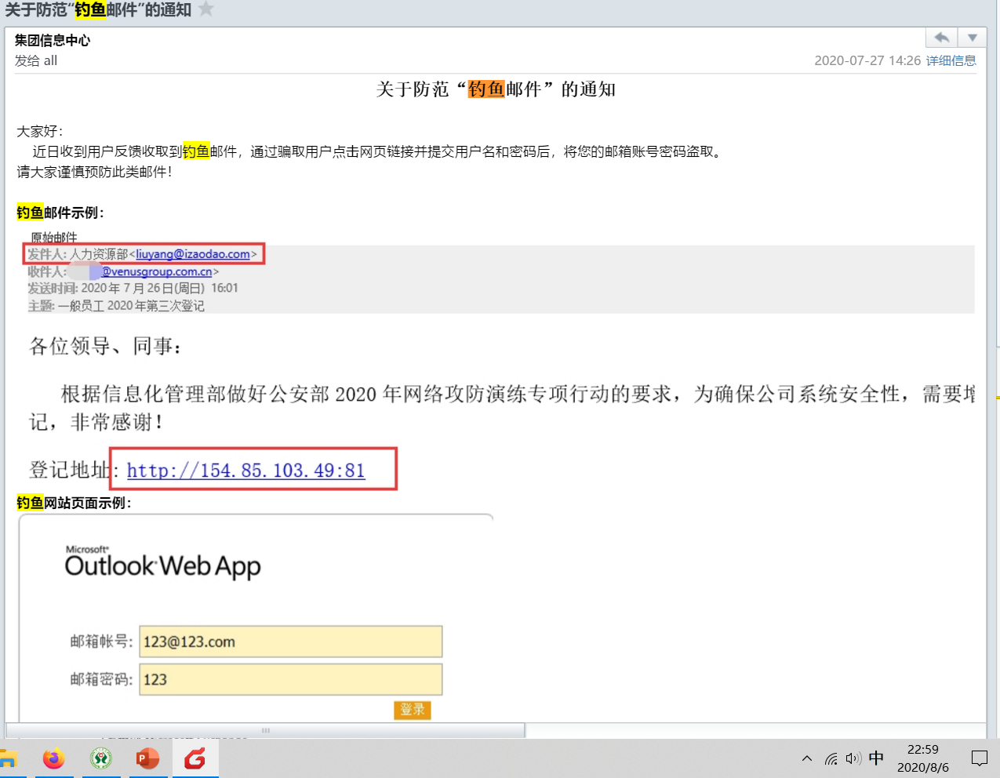 关于防范“钓鱼邮件”的通知
集团信息中心
发给 all
2020-07-27 14:26 详细信息
关于防范“钓鱼邮件”的通知
大家好：
近日收到用户反馈收取到钓鱼邮件，通过骗取用户点击网页链接并提交用户名和密码后，将您的邮箱账号密码盗取。
请大家谨慎预防此类邮件！
钓鱼邮件示例：
原始邮件
发件人: 人力资源部<liuyang@izaodao.com>
收件人: @venusgroup.com.cn>
发送时间: 2020 年 7 月 26 日(周日) 16:01
主题: 一般员工 2020 年第三次登记
各位领导、同事：
根据信息化管理部做好公安部 2020 年网络攻防演练专项行动的要求，为确保公司系统安全性，需要增
记，非常感谢！
登记地址: http://154.85.103.49:81
钓鱼网站页面示例：
Microsoft®
Outlook Web App
邮箱帐号: 123@123.com
邮箱密码: 123
登录
中
22:59
2020/8/6